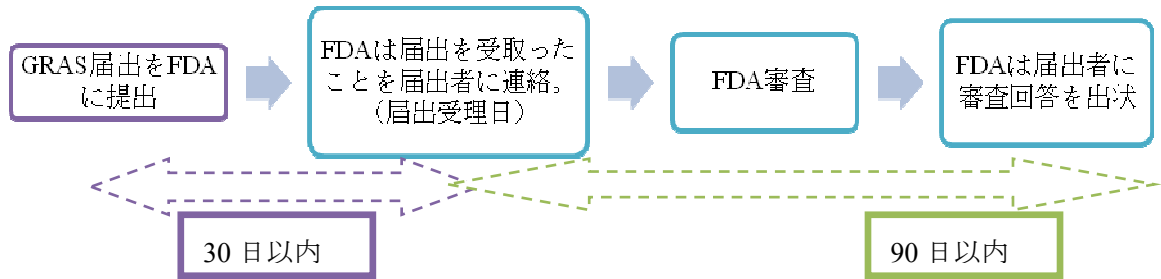 GRAS届出をFDA
に提出
FDAは届出を受取った
ことを届出者に連絡。
（届出受理日）
FDA審査
FDAは届出者に
審査回答を出状
30 日以内
90 日以内